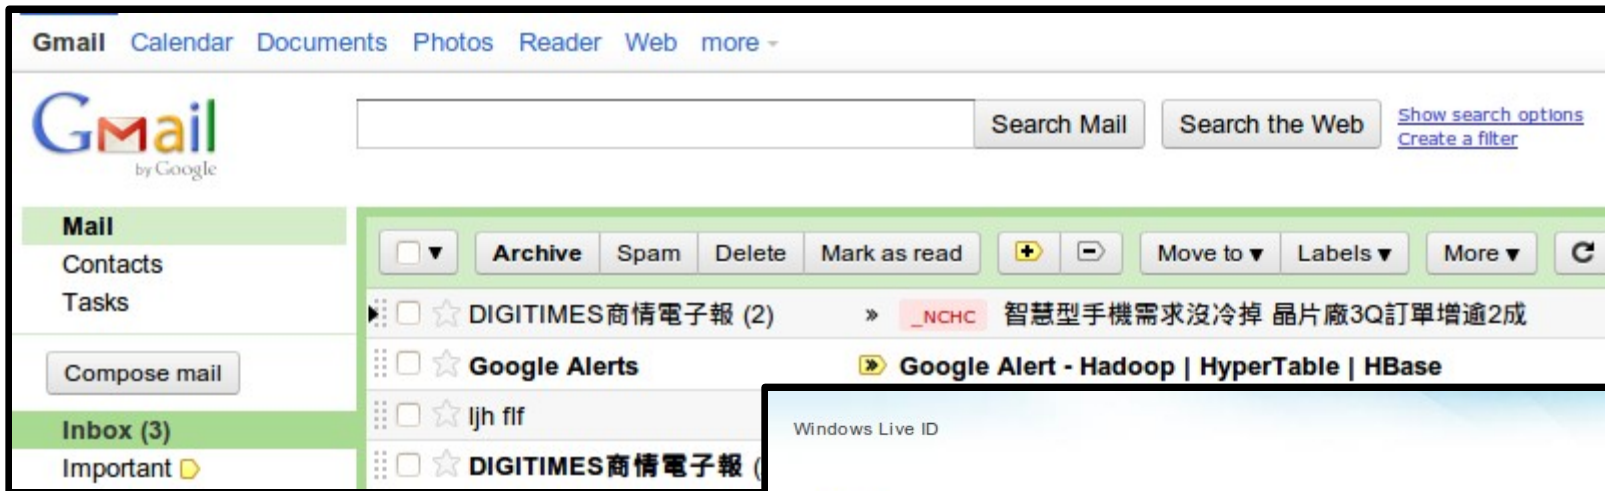 Gmail Calendar Documents Photos Reader Web more
Gmail
by Google
Search Mail Search the Web Show search options
Create a filter
Mail
Contacts
Tasks
Compose mail
Inbox (3)
Important
Archive Spam Delete Mark as read Move to Labels More
DIGITIMES商情電子報 (2) » _NCHC 智慧型手機需求沒冷掉 晶片廠3Q訂單增逾2成
Google Alerts » Google Alert - Hadoop | HyperTable | HBase
ljh flf
DIGITIMES商情電子報 (
Windows Live ID